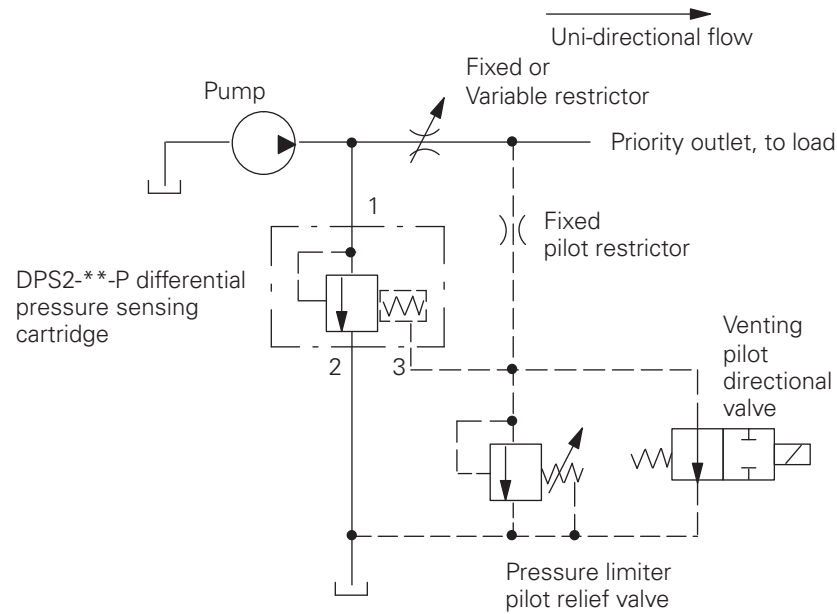 Uni-directional flow
Fixed or
Variable restrictor
Pump
Priority outlet, to load
1
Fixed
pilot restrictor
DPS2-**-P differential
pressure sensing
cartridge
Venting
pilot
directional
valve
2
3
Pressure limiter
pilot relief valve